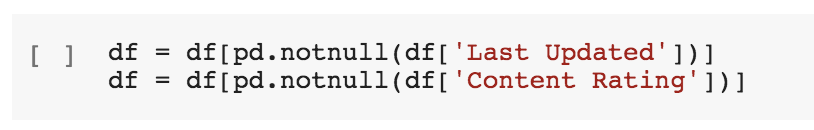 [ ] df = df[pd.notnull(df['Last Updated'])]
df = df[pd.notnull(df['Content Rating'])]